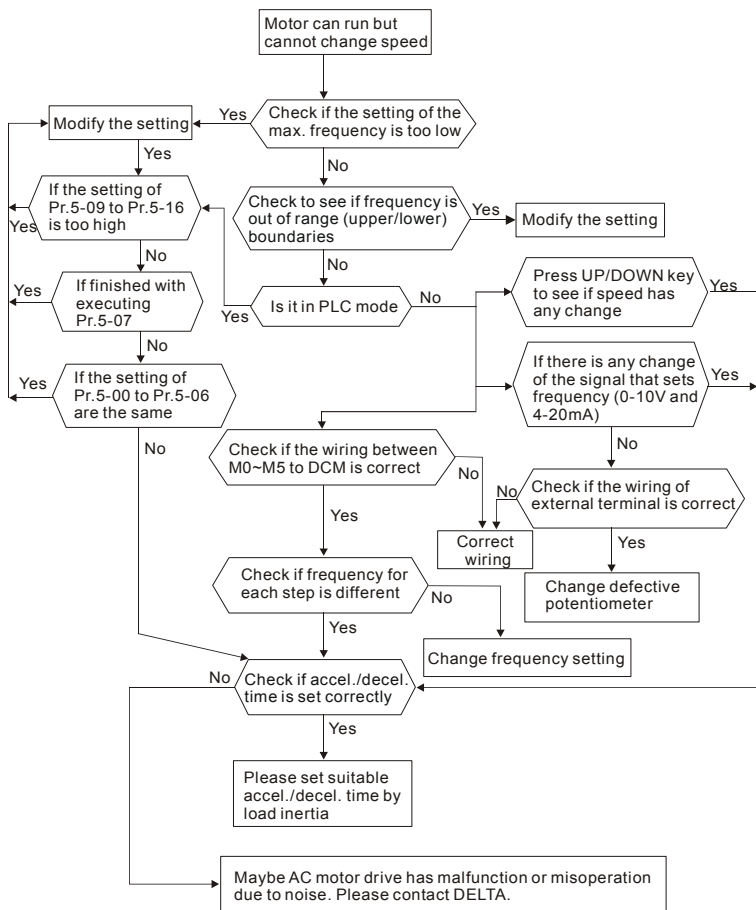 Motor can run but
cannot change speed
Yes
Check if the setting of the
max. frequency is too low
Modify the setting
Yes
No
If the setting of
Pr.5-09 to Pr.5-16
is too high
Yes
Check to see if frequency is
out of range (upper/lower)
boundaries
Yes
Modify the setting
No
No
If finished with
executing
Pr.5-07
Yes
Yes
Is it in PLC mode
No
Press UP/DOWN key
to see if speed has
any change
Yes
No
If the setting of
Pr.5-00 to Pr.5-06
are the same
Yes
If there is any change
of the signal that sets
frequency (0-10V and
4-20mA)
Yes
No
Check if the wiring between
M0~M5 to DCM is correct
No
No
No
Check if the wiring of
external terminal is correct
Yes
Correct
wiring
Yes
Check if frequency for
each step is different
No
Change defective
potentiometer
Yes
Change frequency setting
No
Check if accel./decel.
time is set correctly
Yes
Please set suitable
accel./decel. time by
load inertia
Maybe AC motor drive has malfunction or misoperation
due to noise. Please contact DELTA.